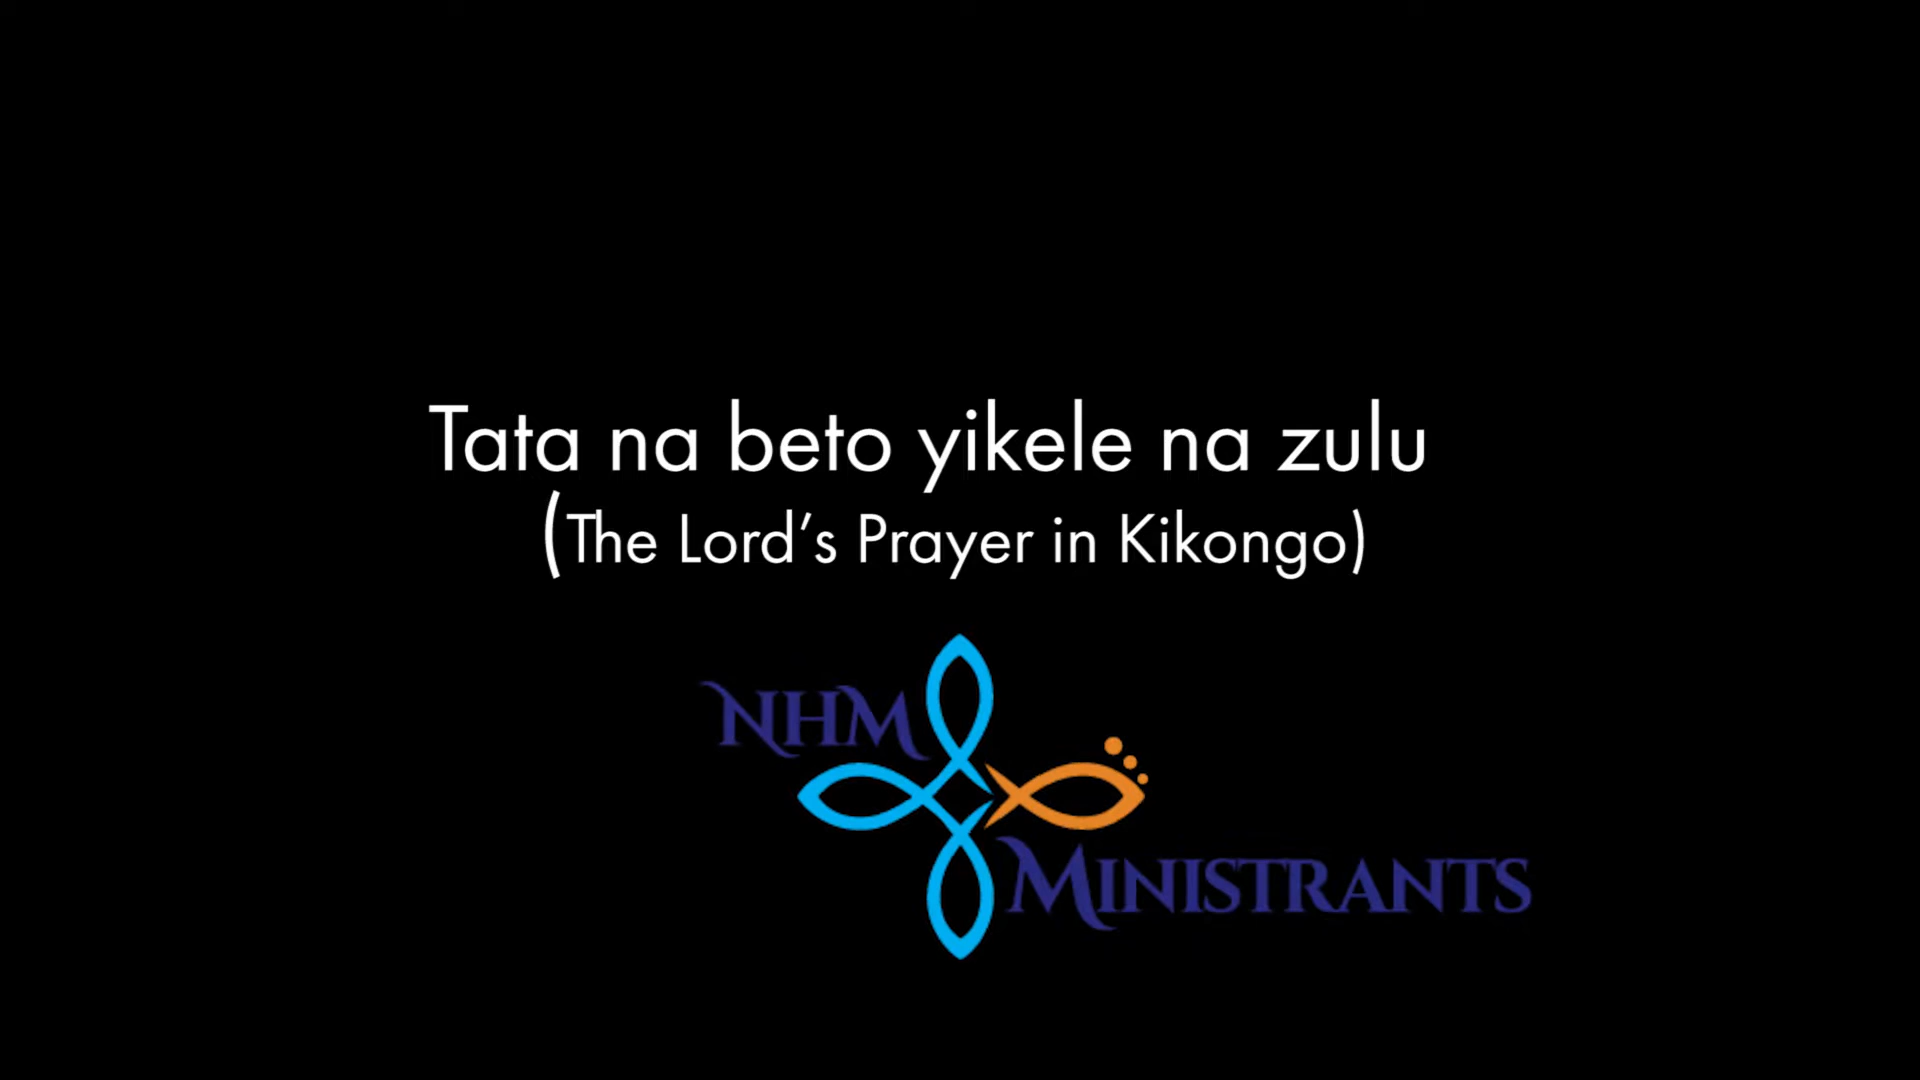 Tata na beto yikele na zulu
(The Lord’s Prayer in Kikongo)
NHM
MINISTRANTS